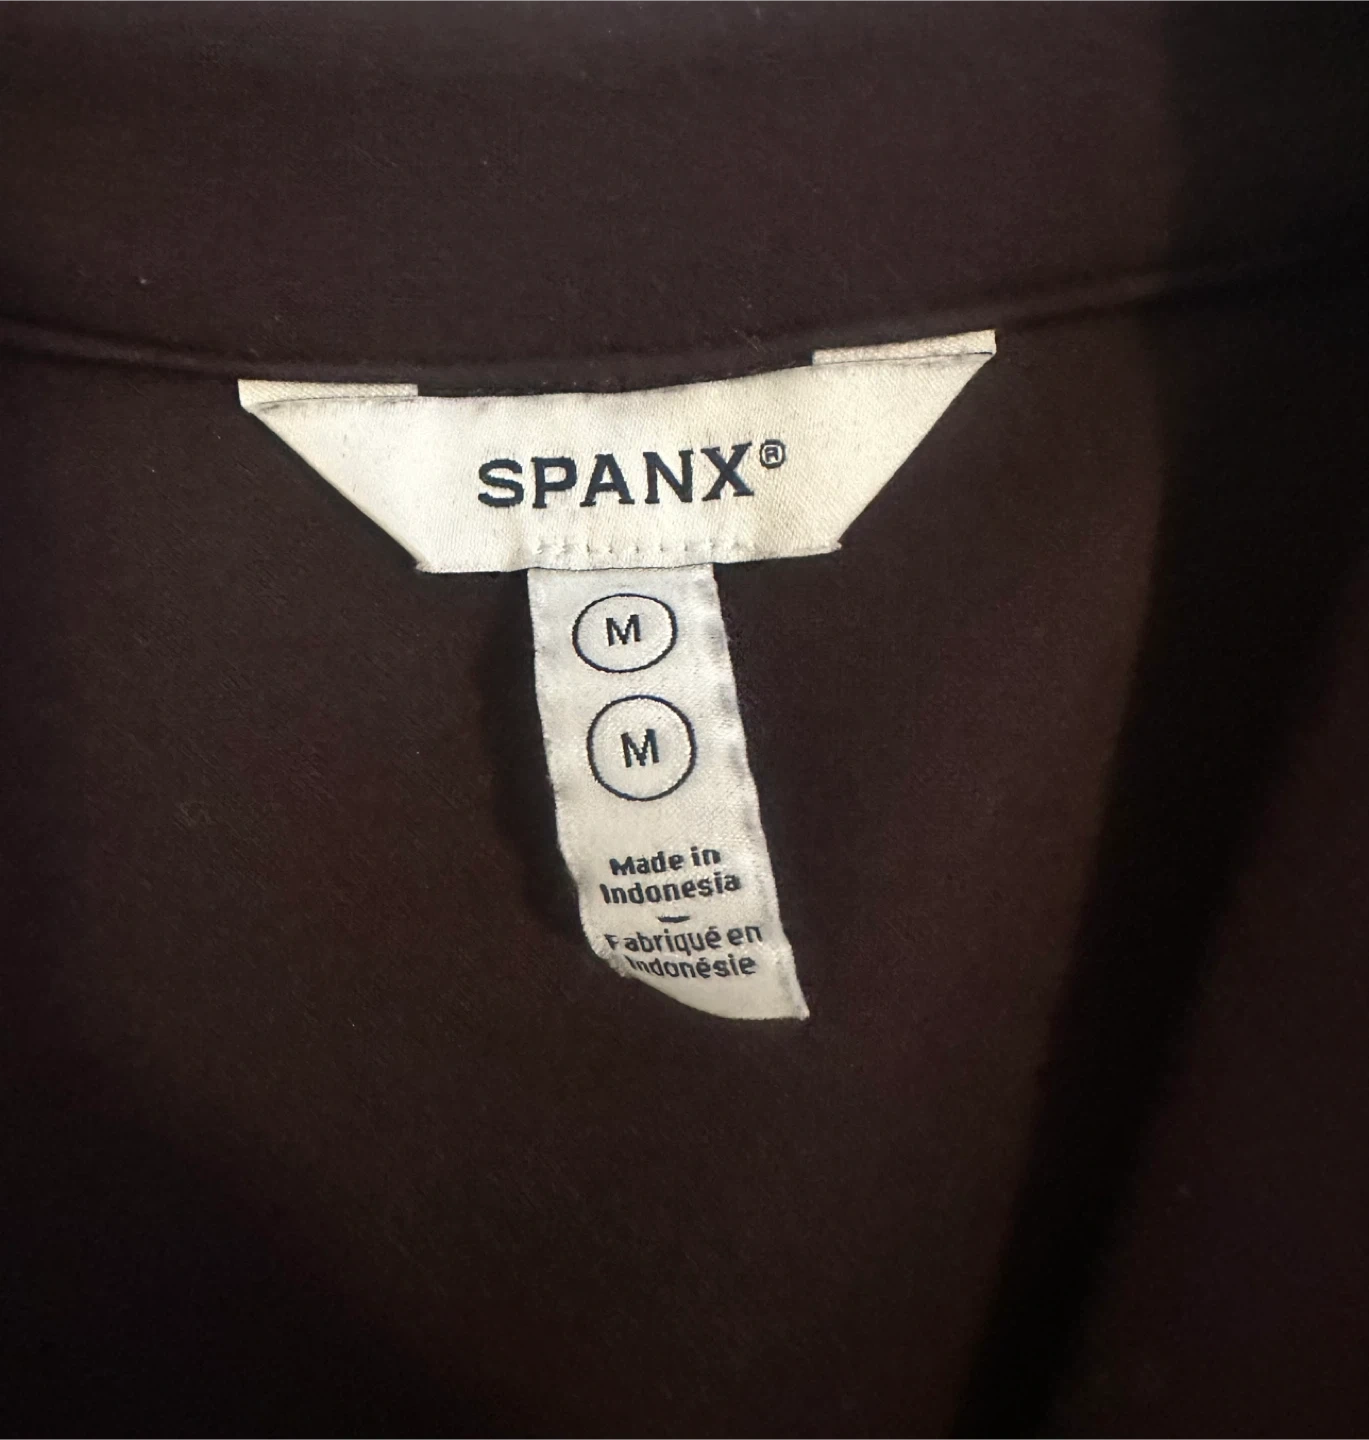 SPANX®
M
M
Made in
Indonesia
–
Fabriqué en
Indonésie